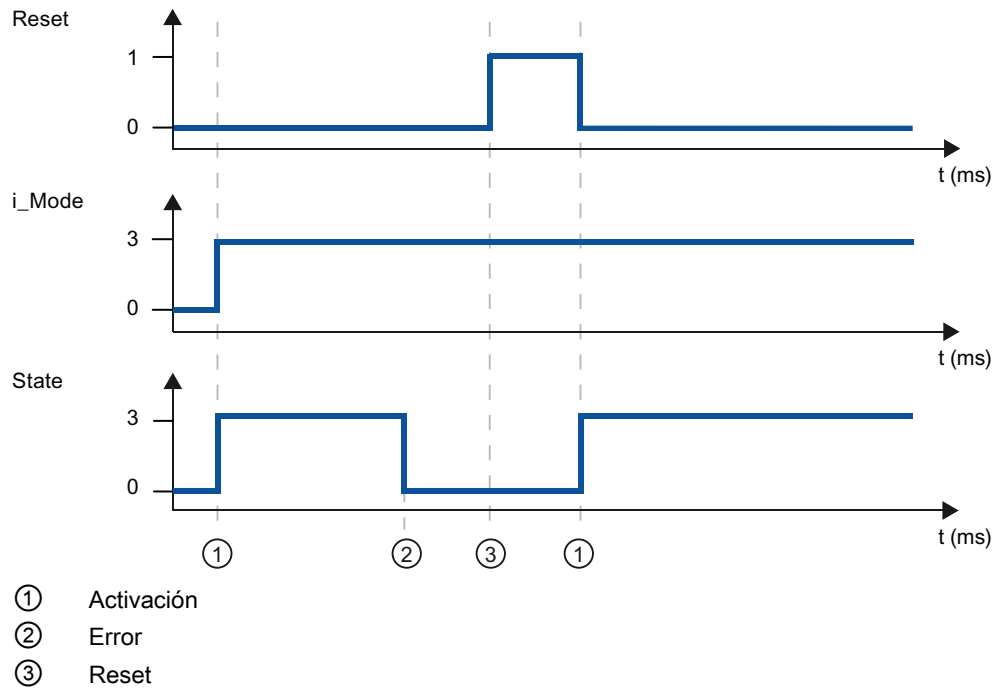 Reset
1
0
t (ms)
i_Mode
3
0
t (ms)
State
3
0
t (ms)
① ② ③ ①
① Activación
② Error
③ Reset